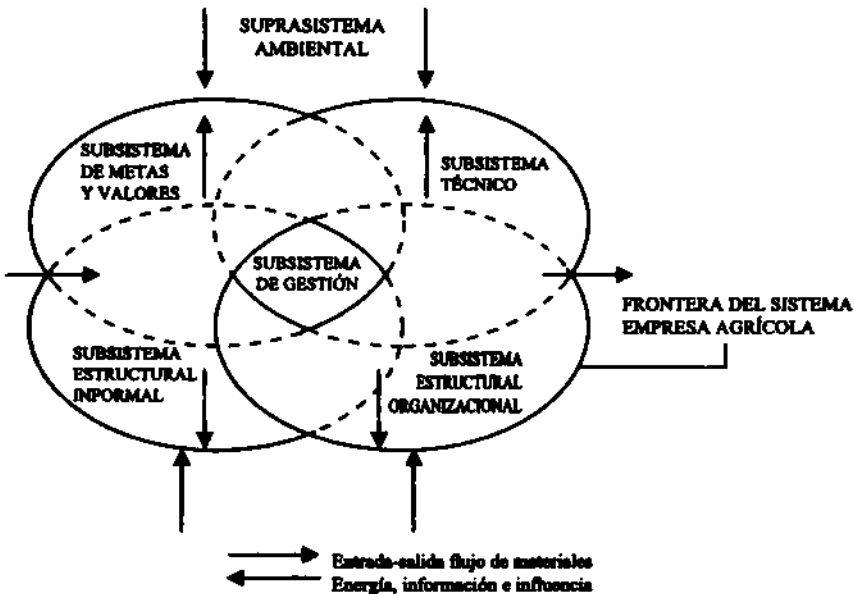 SUPRASISTEMA
AMBIENTAL
SUBSISTEMA
DE METAS
Y VALORES
SUBSISTEMA
TÉCNICO
SUBSISTEMA
DE GESTIÓN
FRONTERA DEL SISTEMA
EMPRESA AGRÍCOLA
SUBSISTEMA
ESTRUCTURAL
INPORMAL
SUBSISTEMA
ESTRUCTURAL
ORGANIZACIONAL
Entrada-salida flujo de materiales
Energía, información e influencia